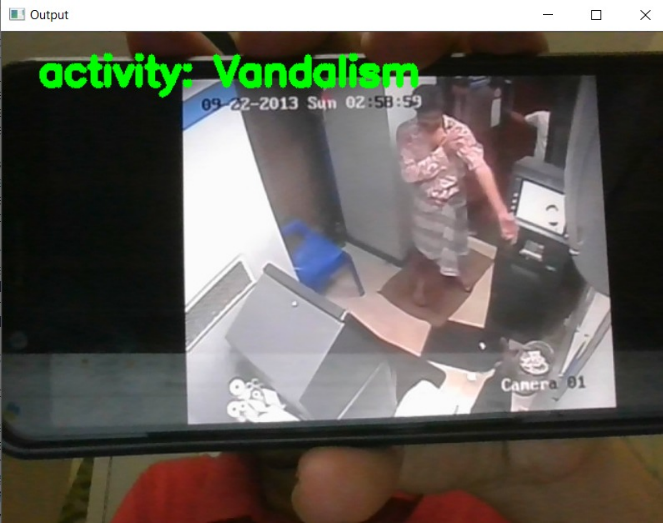 Output
activity: Vandalism
09-22-2013 Sun 02:58:59
Camera 01